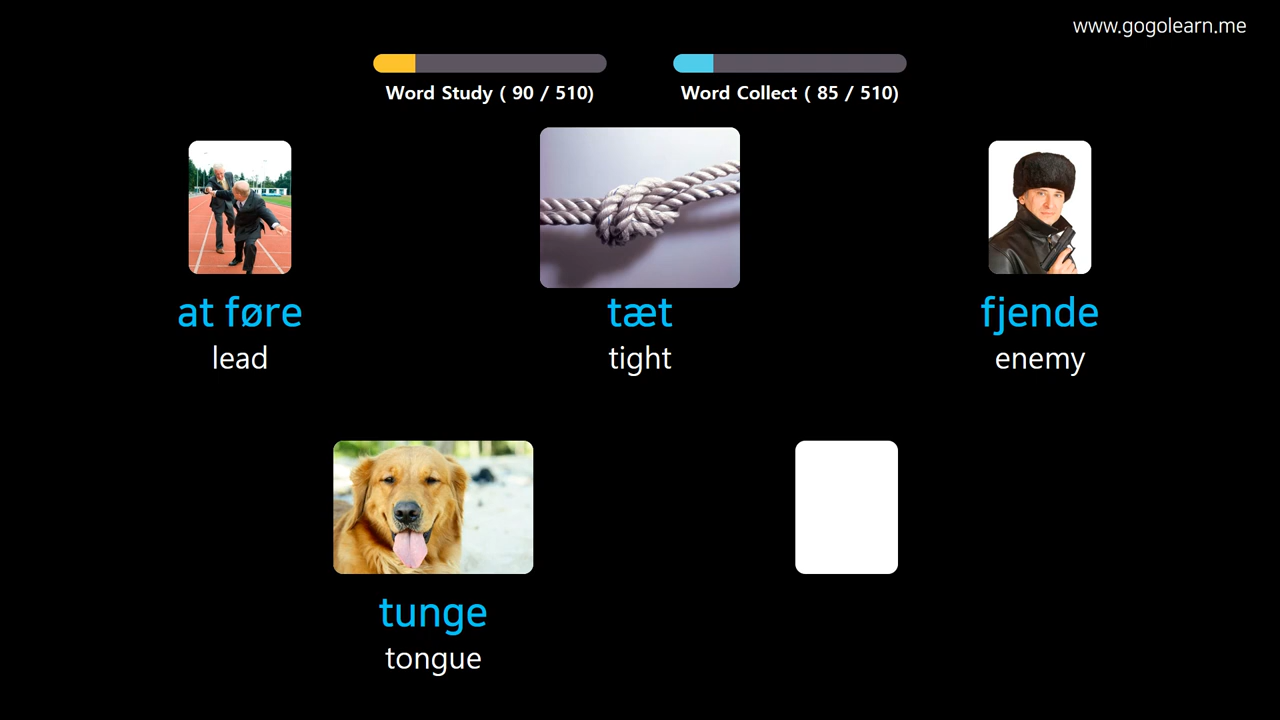 www.gogolearn.me
Word Study ( 90 / 510)
Word Collect ( 85 / 510)
at føre
lead
tæt
tight
fjende
enemy
tunge
tongue